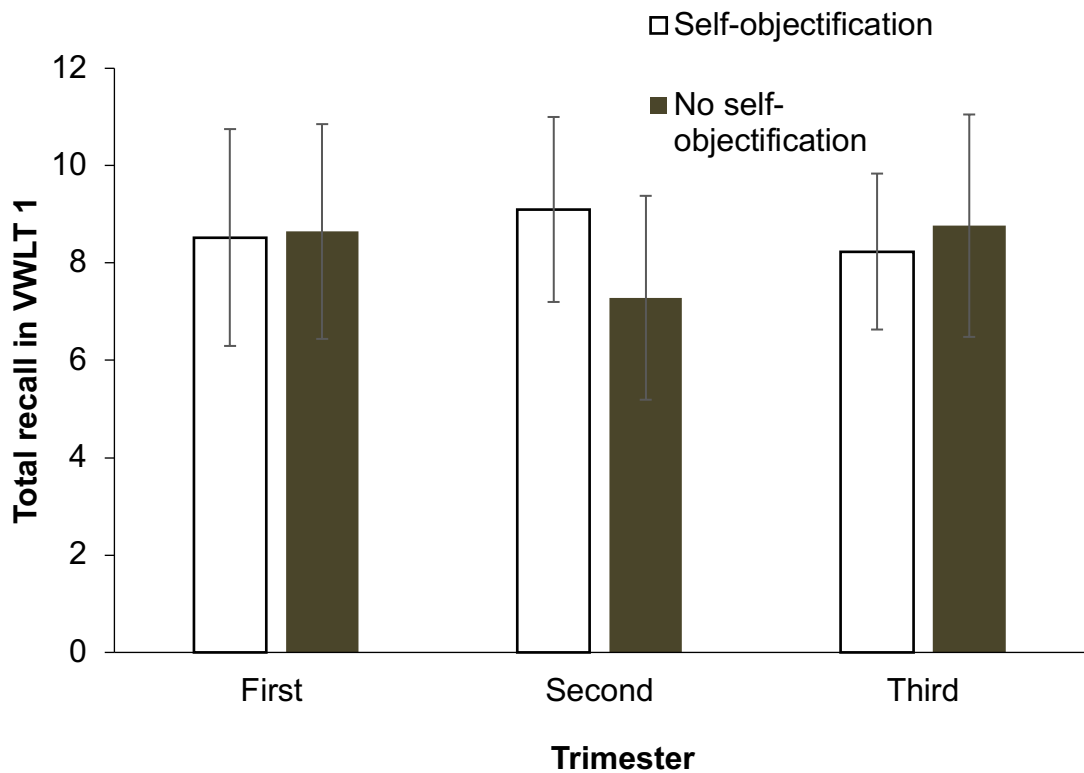 Self-objectification
No self-
objectification
12
10
8
6
4
2
0
Total recall in VWLT 1
First
Second
Third
Trimester